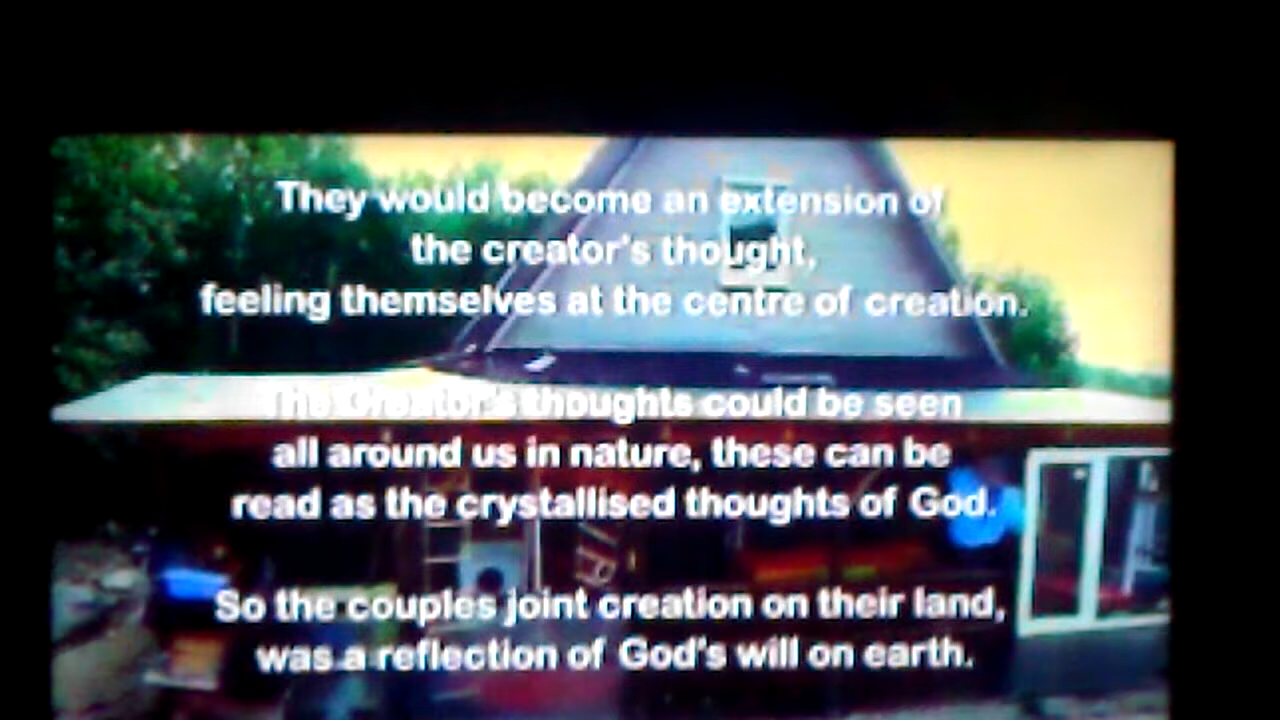 They would become an extension of
the creator's thought,
feeling themselves at the centre of creation.
The Creator's thoughts could be seen
all around us in nature, these can be
read as the crystallised thoughts of God.
So the couples joint creation on their land,
was a reflection of God's will on earth.